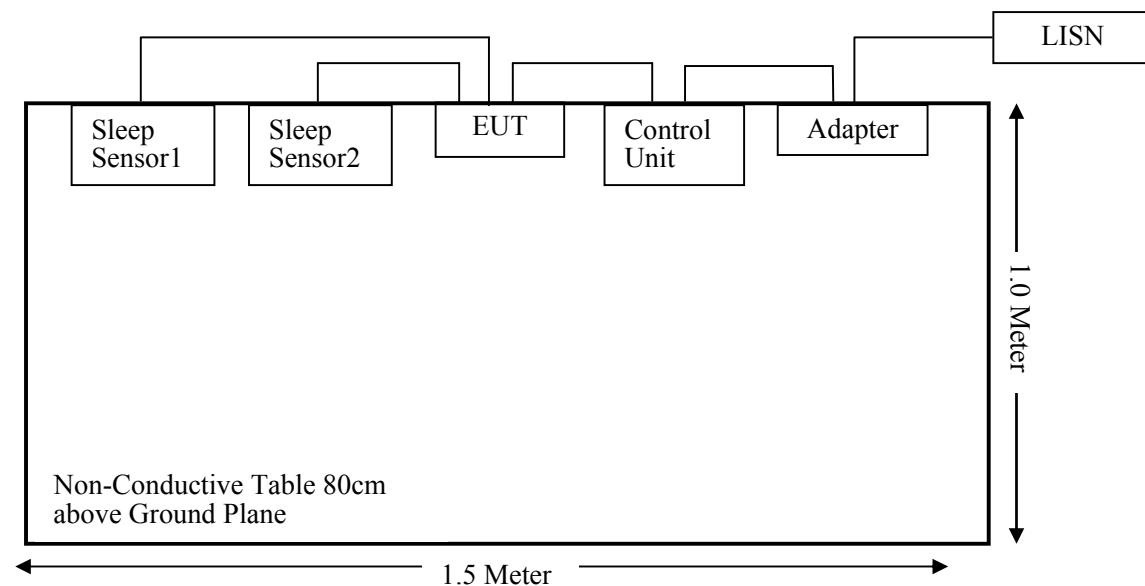 LISN
Sleep
Sensor1
Sleep
Sensor2
EUT
Control
Unit
Adapter
1.0 Meter
Non-Conductive Table 80cm
above Ground Plane
1.5 Meter